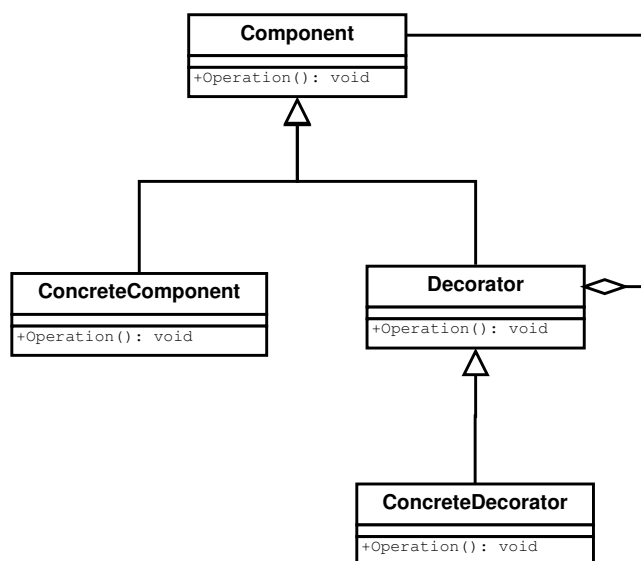 Component
+Operation(): void
ConcreteComponent
+Operation(): void
Decorator
+Operation(): void
ConcreteDecorator
+Operation(): void